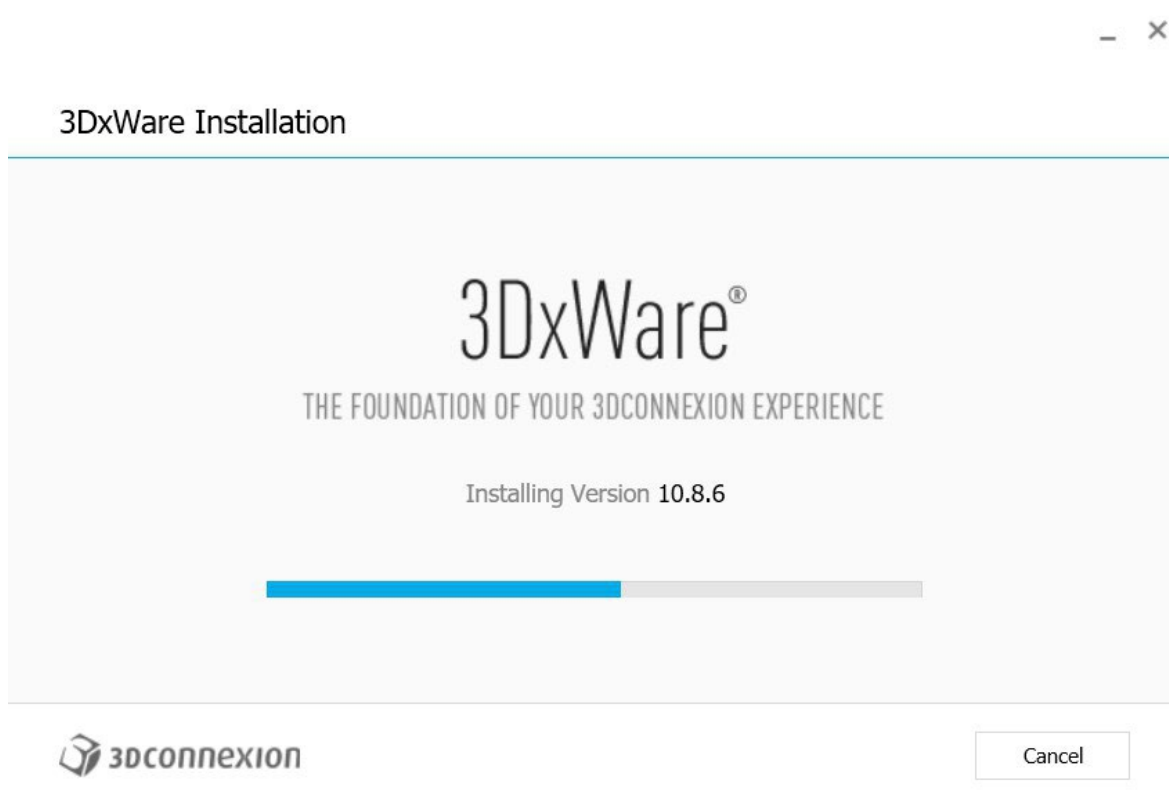 3DxWare Installation
3DxWare®
THE FOUNDATION OF YOUR 3DCONNEXION EXPERIENCE
Installing Version 10.8.6
3Dconnexion
Cancel